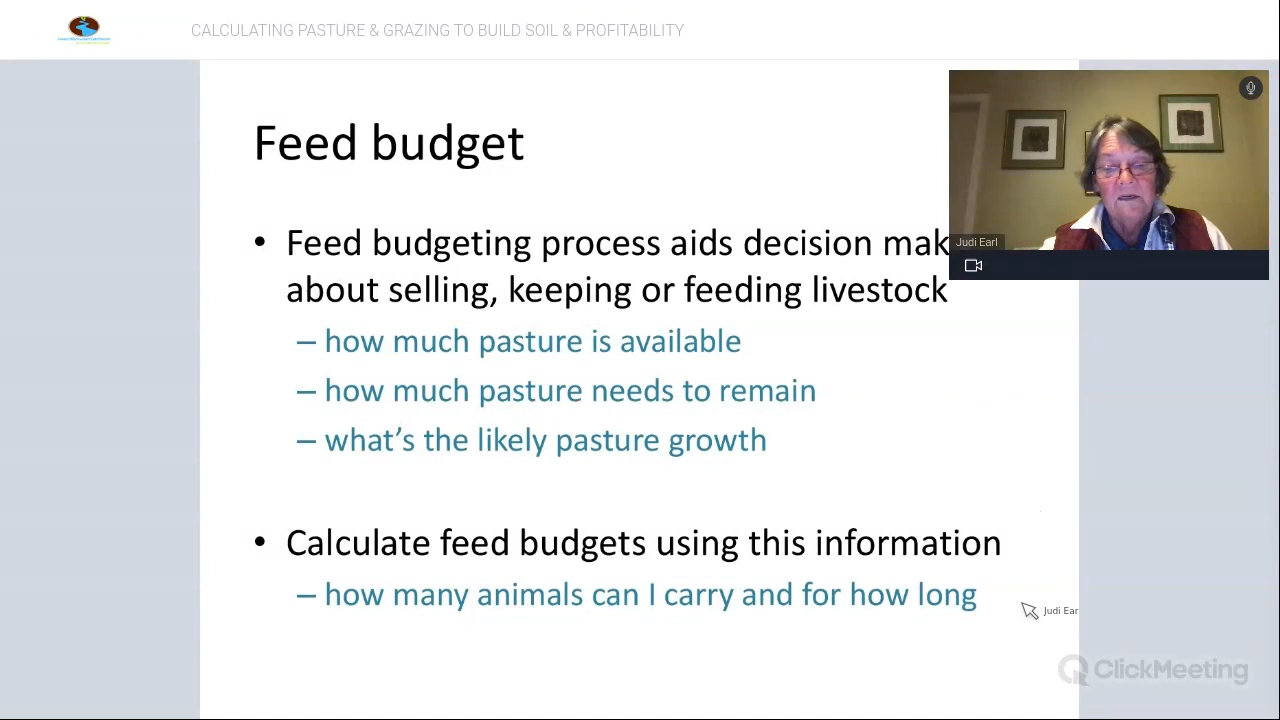 CALCULATING PASTURE & GRAZING TO BUILD SOIL & PROFITABILITY
Feed budget
• Feed budgeting process aids decision mak
about selling, keeping or feeding livestock
– how much pasture is available
– how much pasture needs to remain
– what’s the likely pasture growth
• Calculate feed budgets using this information
– how many animals can I carry and for how long
Judi Earl
Judi Ear
ClickMeeting